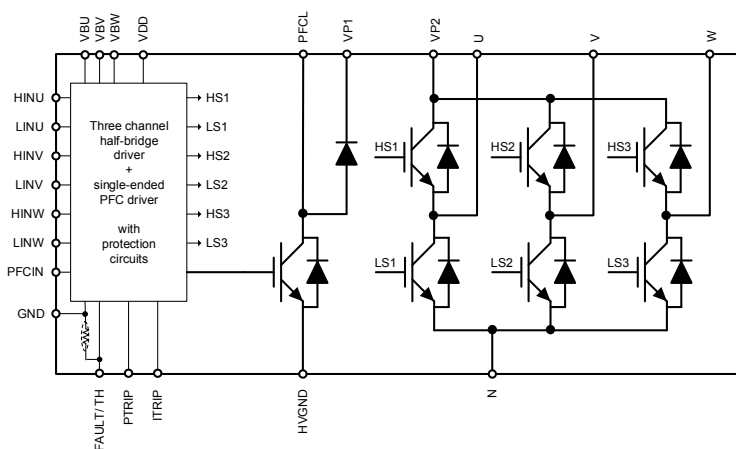 VBU
VBV
VBW
VDD
PFCL
VP1
VP2
U
V
W
HINU
LINU
HINV
LINV
HINW
LINW
PFCIN
GND
Three channel
half-bridge
driver
+
single-ended
PFC driver
with
protection
circuits
HS1
LS1
HS2
LS2
HS3
LS3
HS1
HS2
HS3
LS1
LS2
LS3
FAULT/TH
PTRIP
ITRIP
HVGND
N